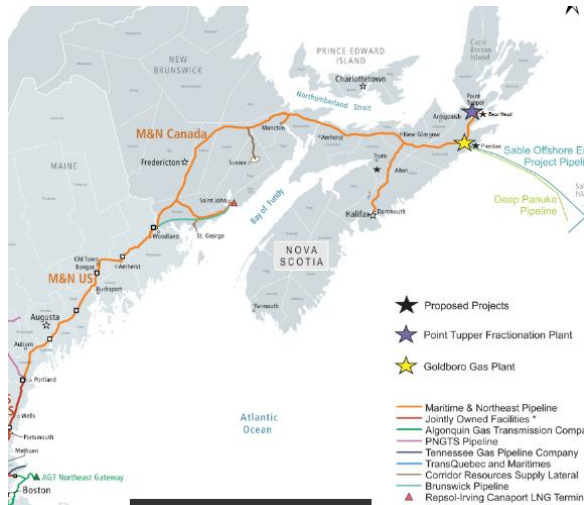 NEW
BRUNSWICK
PRINCE EDWARD
ISLAND
Charlottetown
Cape
Breton
Island
Northumberland Strait
Point
Tupper
Bear Head
Antigonish
M&N Canada
Moncton
Amherst
New Glasgow
MAINE
Fredericton
Sussex
Truro
Alton
Sable Offshore En
Project Pipeli
Saint John
Bay of Fundy
Deep Panuke
Pipeline
Halifax
Dartmouth
Woodland
St. George
NOVA
SCOTIA
Old Town
Bangor
Amherst
M&N US
Bucksport
Yarmouth
Augusta
Auburn
Portland
Wells
Portsmouth
Methuen
AGT Northeast Gateway
Boston
Atlantic
Ocean
Proposed Projects
Point Tupper Fractionation Plant
Goldboro Gas Plant
Maritime & Northeast Pipeline
Jointly Owned Facilities *
Algonquin Gas Transmission Compa
PNGTS Pipeline
Tennessee Gas Pipeline Company
TransQuebec and Maritimes
Corridor Resources Supply Lateral
Brunswick Pipeline
Repsol-Irving Canaport LNG Termin